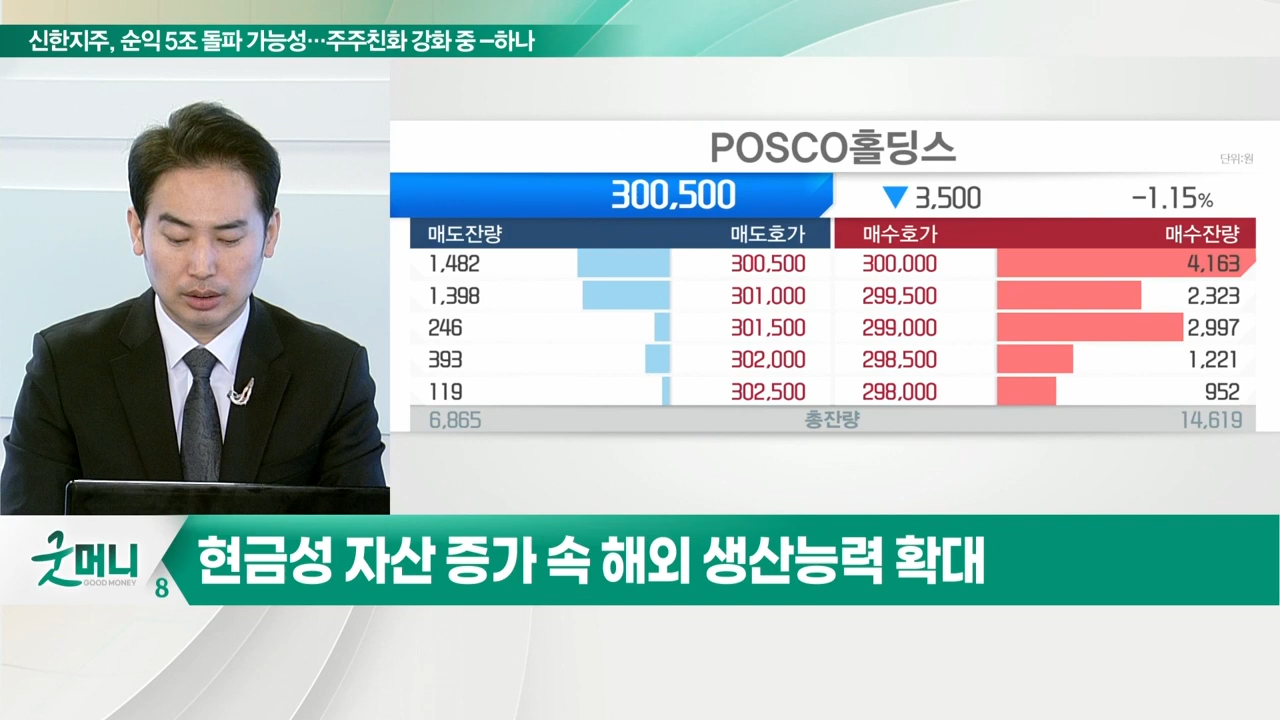 신한지주, 순익 5조 돌파 가능성…주주친화 강화 중 -하나
POSCO홀딩스
단위:원
300,500 ▼ 3,500 -1.15%
매도잔량 매도호가 매수호가 매수잔량
1,482 300,500 300,000 4,163
1,398 301,000 299,500 2,323
246 301,500 299,000 2,997
393 302,000 298,500 1,221
119 302,500 298,000 952
6,865 총잔량 14,619
굿머니
GOOD MONEY
8
현금성 자산 증가 속 해외 생산능력 확대